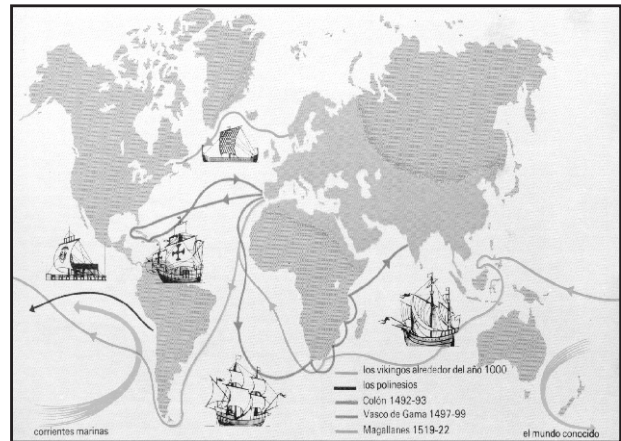 los vikingos alrededor del año 1000
los polinesios
Colón 1492-93
Vasco de Gama 1497-99
Magallanes 1519-22
corrientes marinas
el mundo conocido